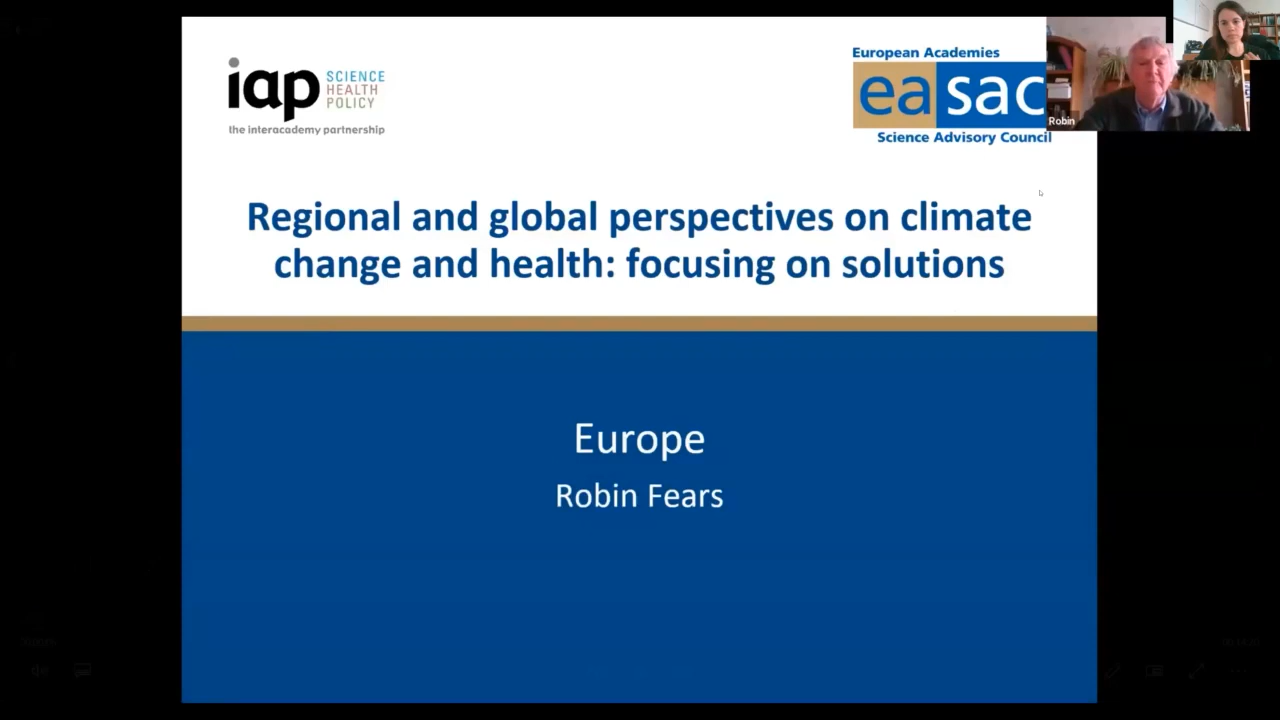 iap SCIENCE
HEALTH
POLICY
the interacademy partnership
European Academies
easac
Science Advisory Council
Robin
Regional and global perspectives on climate
change and health: focusing on solutions
Europe
Robin Fears